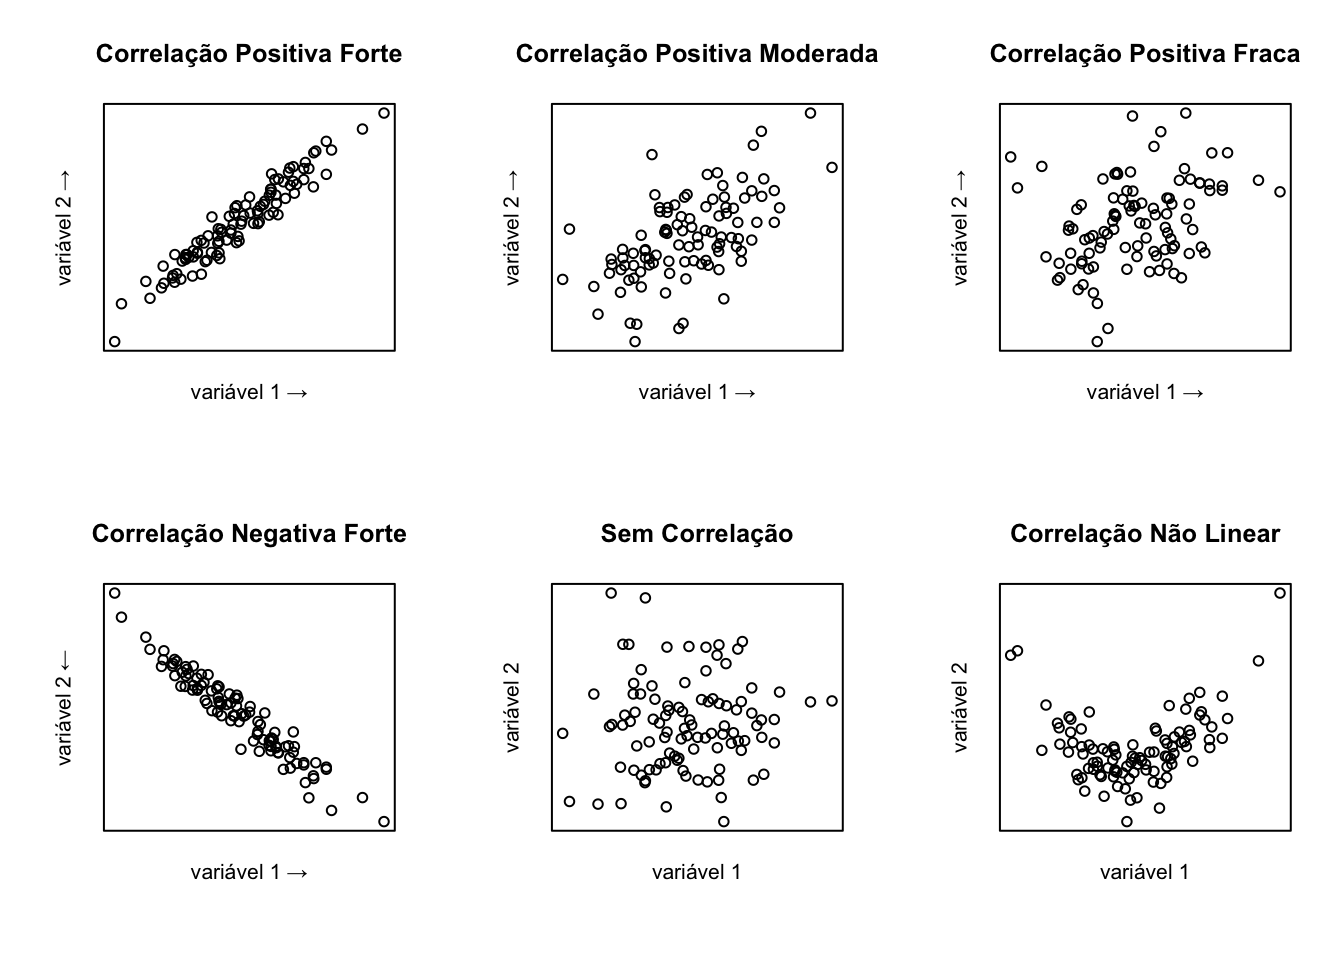 Correlação Positiva Forte
variável 2 →
variável 1 →
Correlação Positiva Moderada
variável 2 →
variável 1 →
Correlação Positiva Fraca
variável 2 →
variável 1 →
Correlação Negativa Forte
variável 2 ←
variável 1 →
Sem Correlação
variável 2
variável 1
Correlação Não Linear
variável 2
variável 1